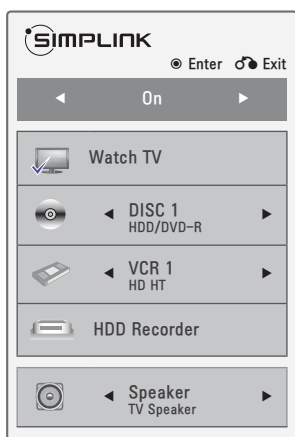 SIMPLINK
Enter Exit
On
Watch TV
DISC 1
HDD/DVD-R
VCR 1
HD HT
HDD Recorder
Speaker
TV Speaker